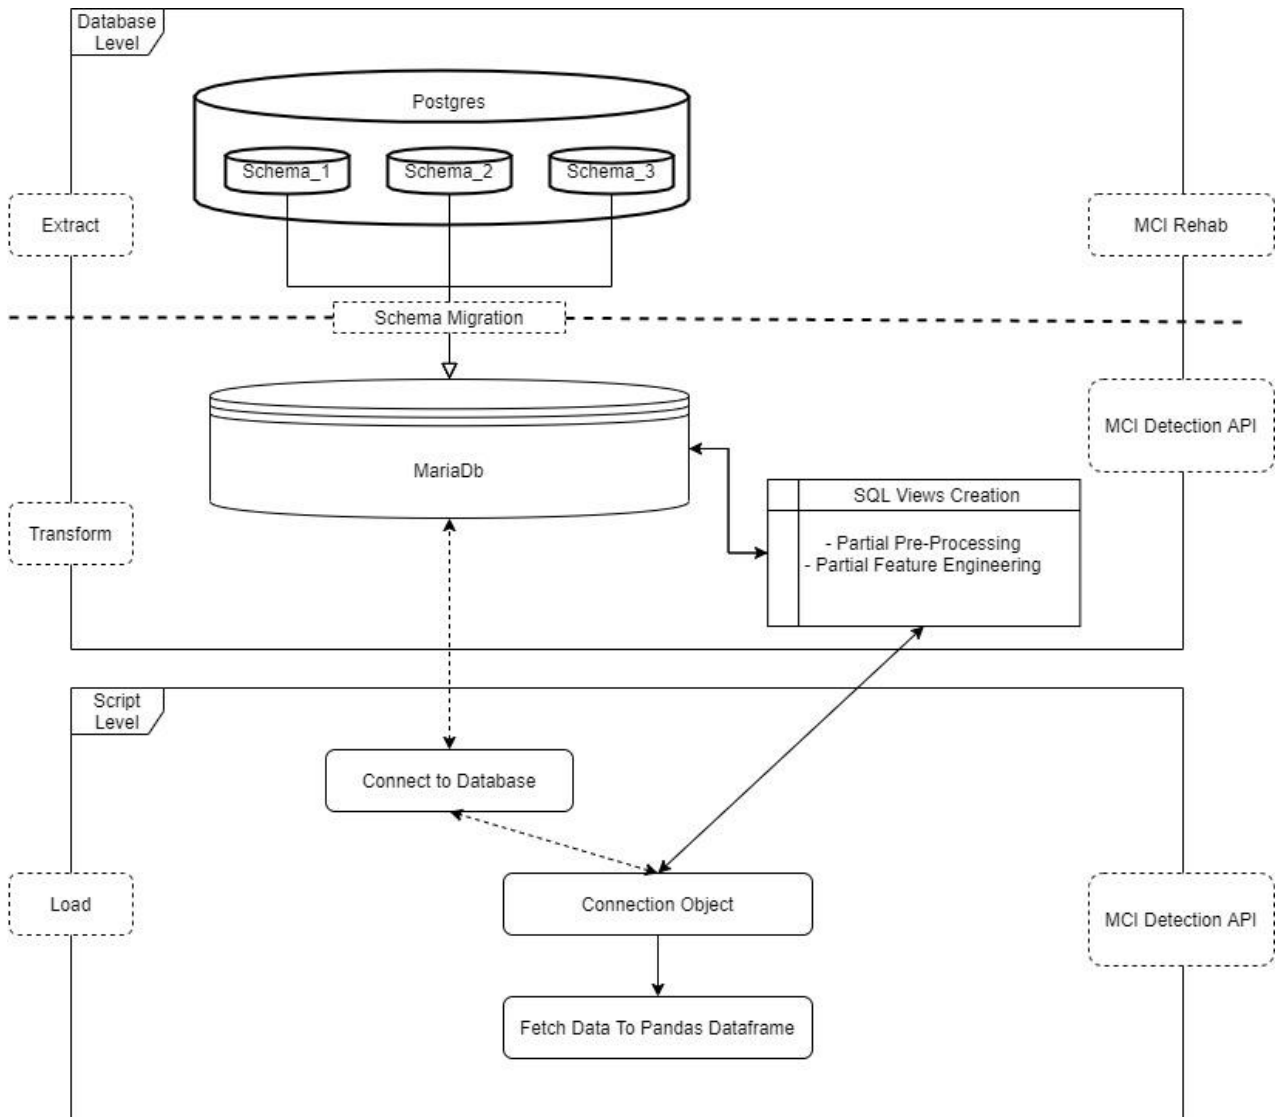 Database
Level
Postgres
Schema_1
Schema_2
Schema_3
Extract
MCI Rehab
Schema Migration
MCI Detection API
MariaDb
SQL Views Creation
- Partial Pre-Processing
- Partial Feature Engineering
Transform
Script
Level
Connect to Database
Load
Connection Object
MCI Detection API
Fetch Data To Pandas Dataframe